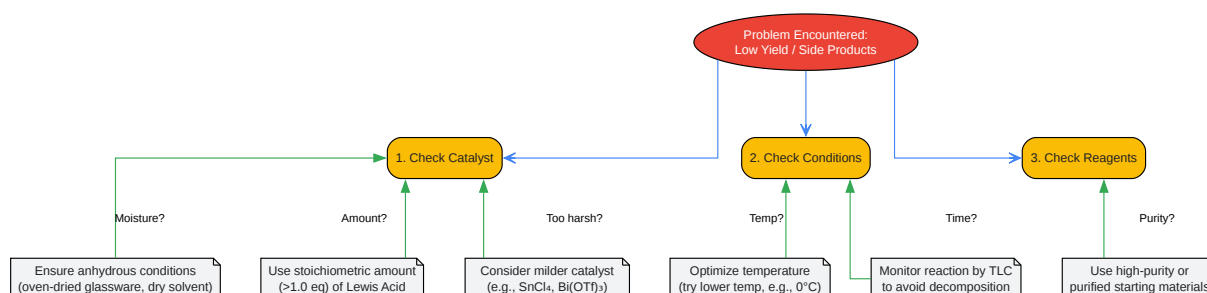 Problem Encountered:
Low Yield / Side Products
1. Check Catalyst
2. Check Conditions
3. Check Reagents
Moisture?
Amount?
Too harsh?
Temp?
Time?
Purity?
Ensure anhydrous conditions
(oven-dried glassware, dry solvent)
Use stoichiometric amount
(>1.0 eq) of Lewis Acid
Consider milder catalyst
(e.g., SnCl₄, Bi(OTf)₃)
Optimize temperature
(try lower temp, e.g., 0°C)
Monitor reaction by TLC
to avoid decomposition
Use high-purity or
purified starting materials